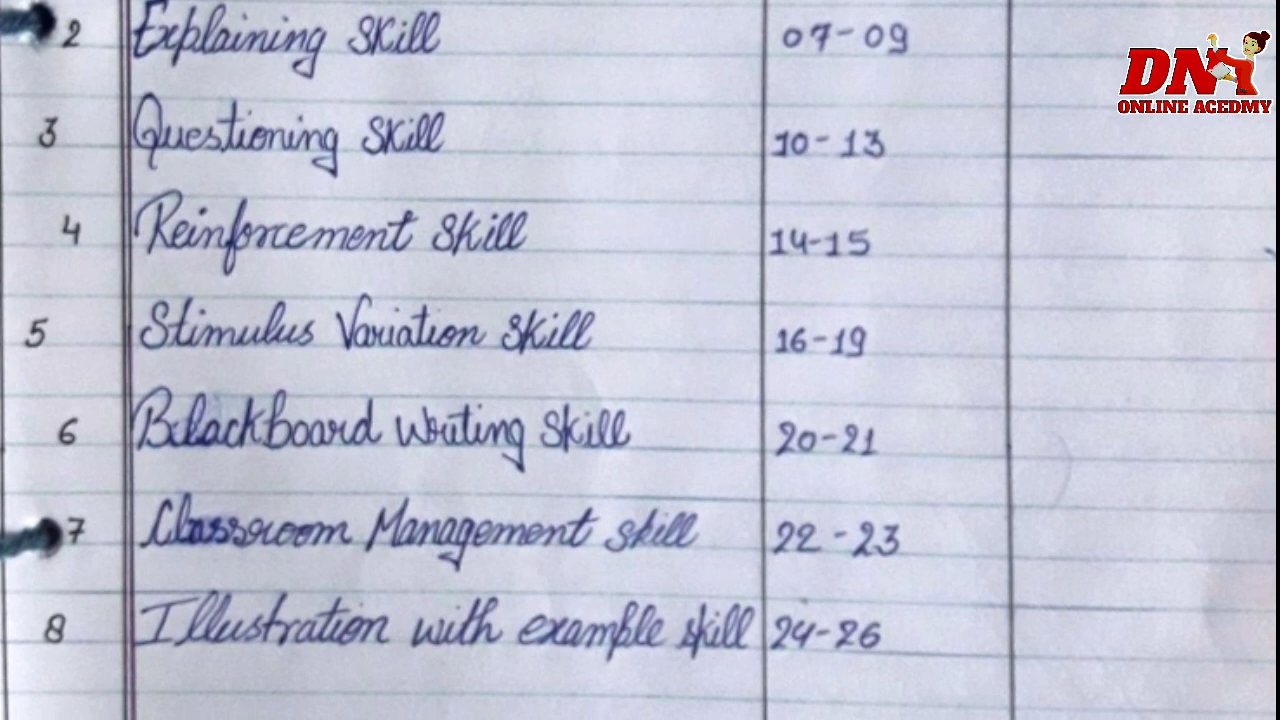 2 Explaining Skill 07-09
DNA
ONLINE ACEDMY
3 Questioning Skill 10-13
4 Reinforcement Skill 14-15
5 Stimulus Variation Skill 16-19
6 Blackboard Writing Skill 20-21
7 Classroom Management Skill 22-23
8 Illustration with example skill 24-26